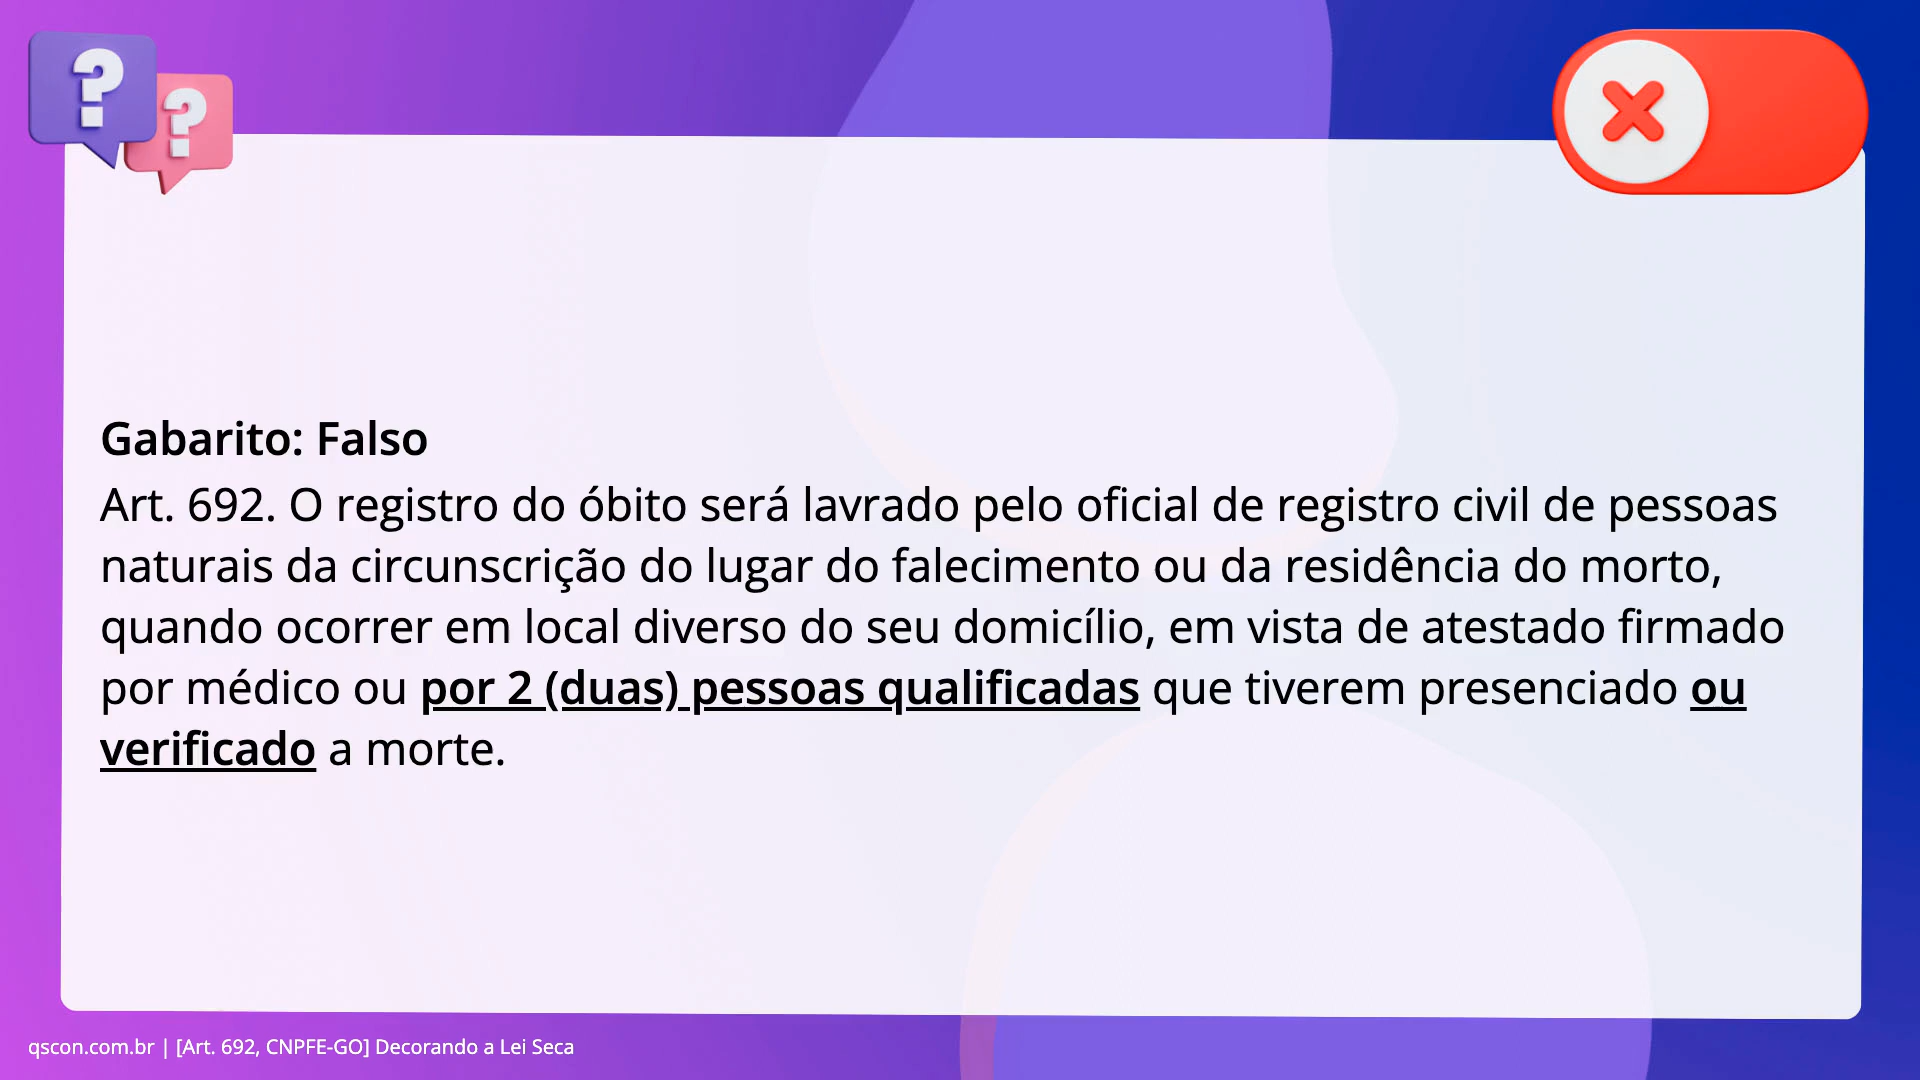 ?
?
Gabarito: Falso
Art. 692. O registro do óbito será lavrado pelo oficial de registro civil de pessoas
naturais da circunscrição do lugar do falecimento ou da residência do morto,
quando ocorrer em local diverso do seu domicílio, em vista de atestado firmado
por médico ou por 2 (duas) pessoas qualificadas que tiverem presenciado ou
verificado a morte.
qscon.com.br | [Art. 692, CNPFE-GO] Decorando a Lei Seca